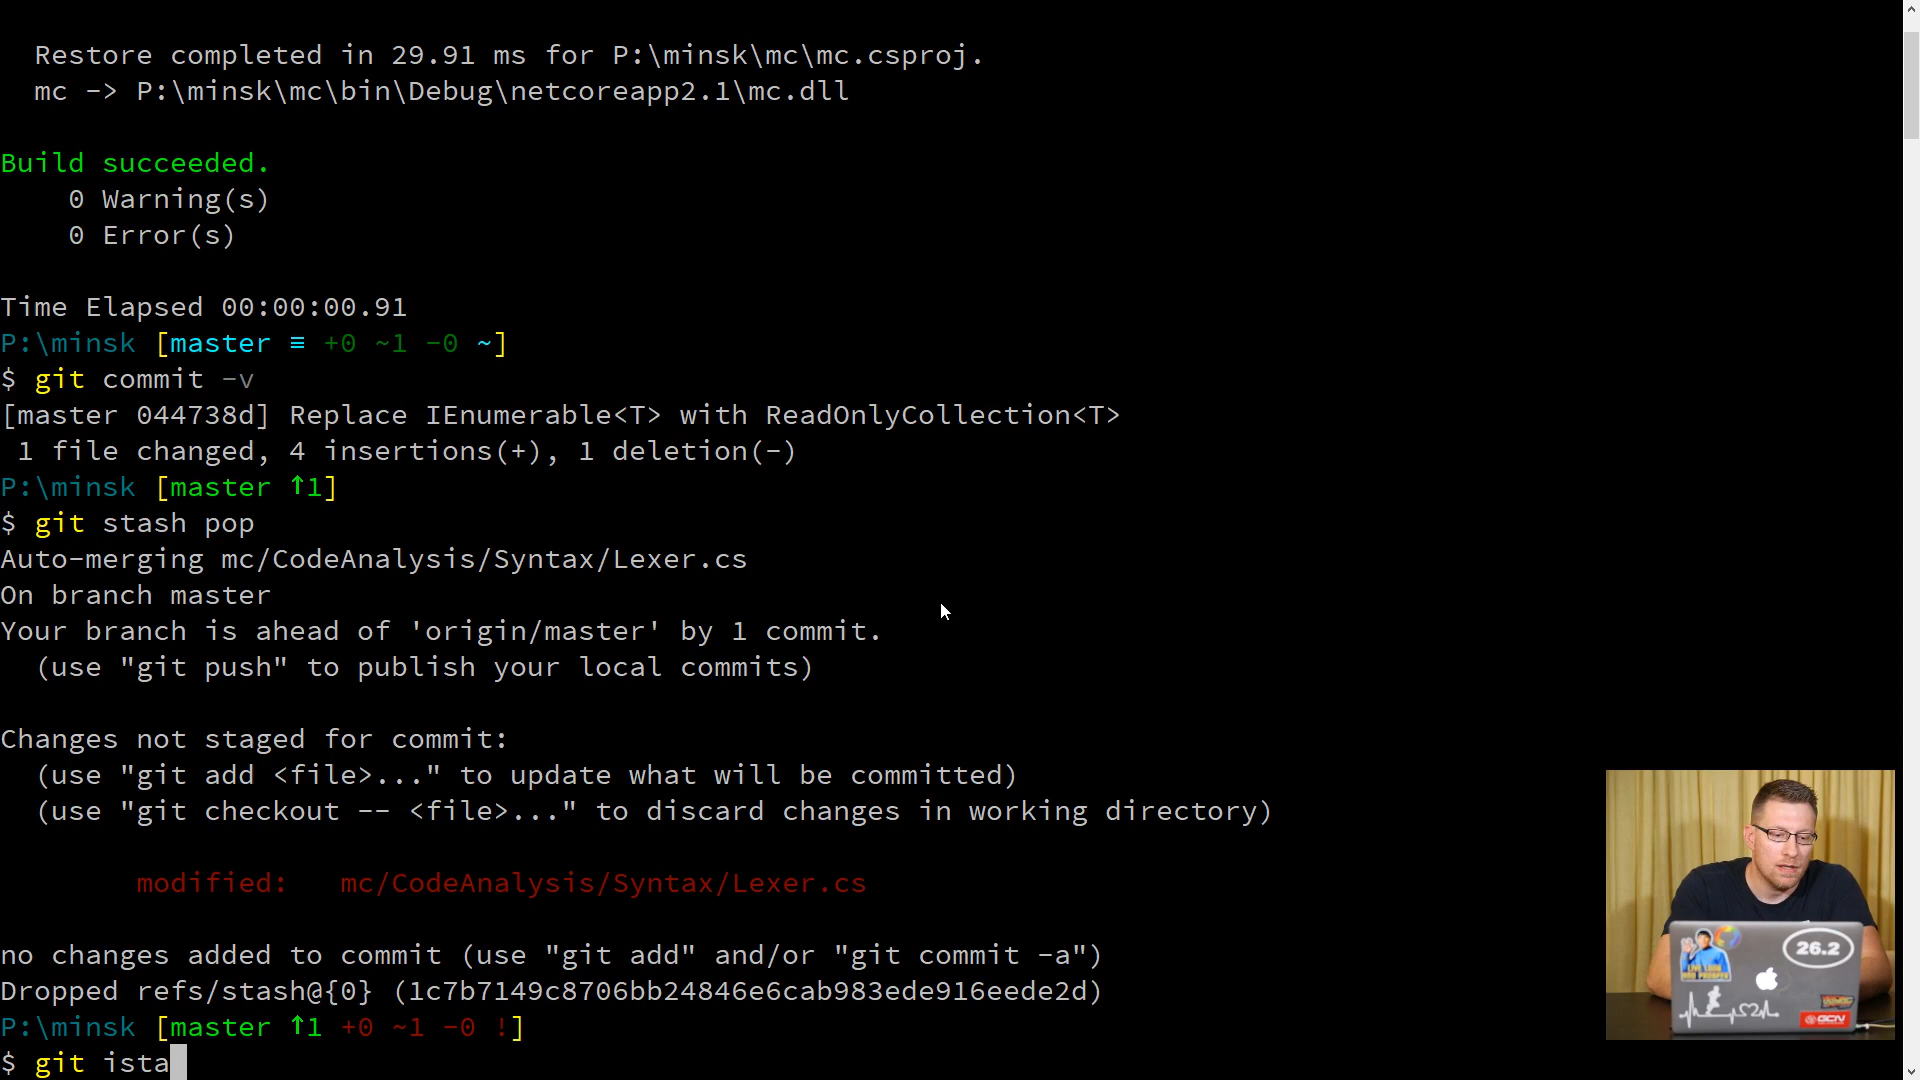 Restore completed in 29.91 ms for P:\minsk\mc\mc.csproj.
mc -> P:\minsk\mc\bin\Debug\netcoreapp2.1\mc.dll
Build succeeded.
0 Warning(s)
0 Error(s)
Time Elapsed 00:00:00.91
P:\minsk [master ≡ +0 ~1 -0 ~]
$ git commit -v
[master 044738d] Replace IEnumerable<T> with ReadOnlyCollection<T>
1 file changed, 4 insertions(+), 1 deletion(-)
P:\minsk [master ↑1]
$ git stash pop
Auto-merging mc/CodeAnalysis/Syntax/Lexer.cs
On branch master
Your branch is ahead of 'origin/master' by 1 commit.
(use "git push" to publish your local commits)
Changes not staged for commit:
(use "git add <file>..." to update what will be committed)
(use "git checkout -- <file>..." to discard changes in working directory)
modified:   mc/CodeAnalysis/Syntax/Lexer.cs
no changes added to commit (use "git add" and/or "git commit -a")
Dropped refs/stash@{0} (1c7b7149c8706bb24846e6cab983ede916eede2d)
P:\minsk [master ↑1 +0 ~1 -0 !]
$ git ista
26.2
LIVE LONG
AND PROSPER
GCN